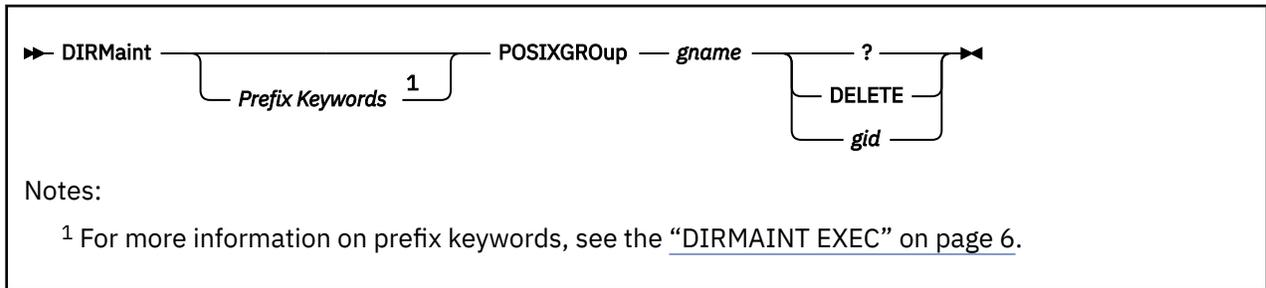 DIRMaint POSIXGROup gname ?
Prefix Keywords 1
DELETE
gid
Notes:
1 For more information on prefix keywords, see the “DIRMAINT EXEC” on page 6.